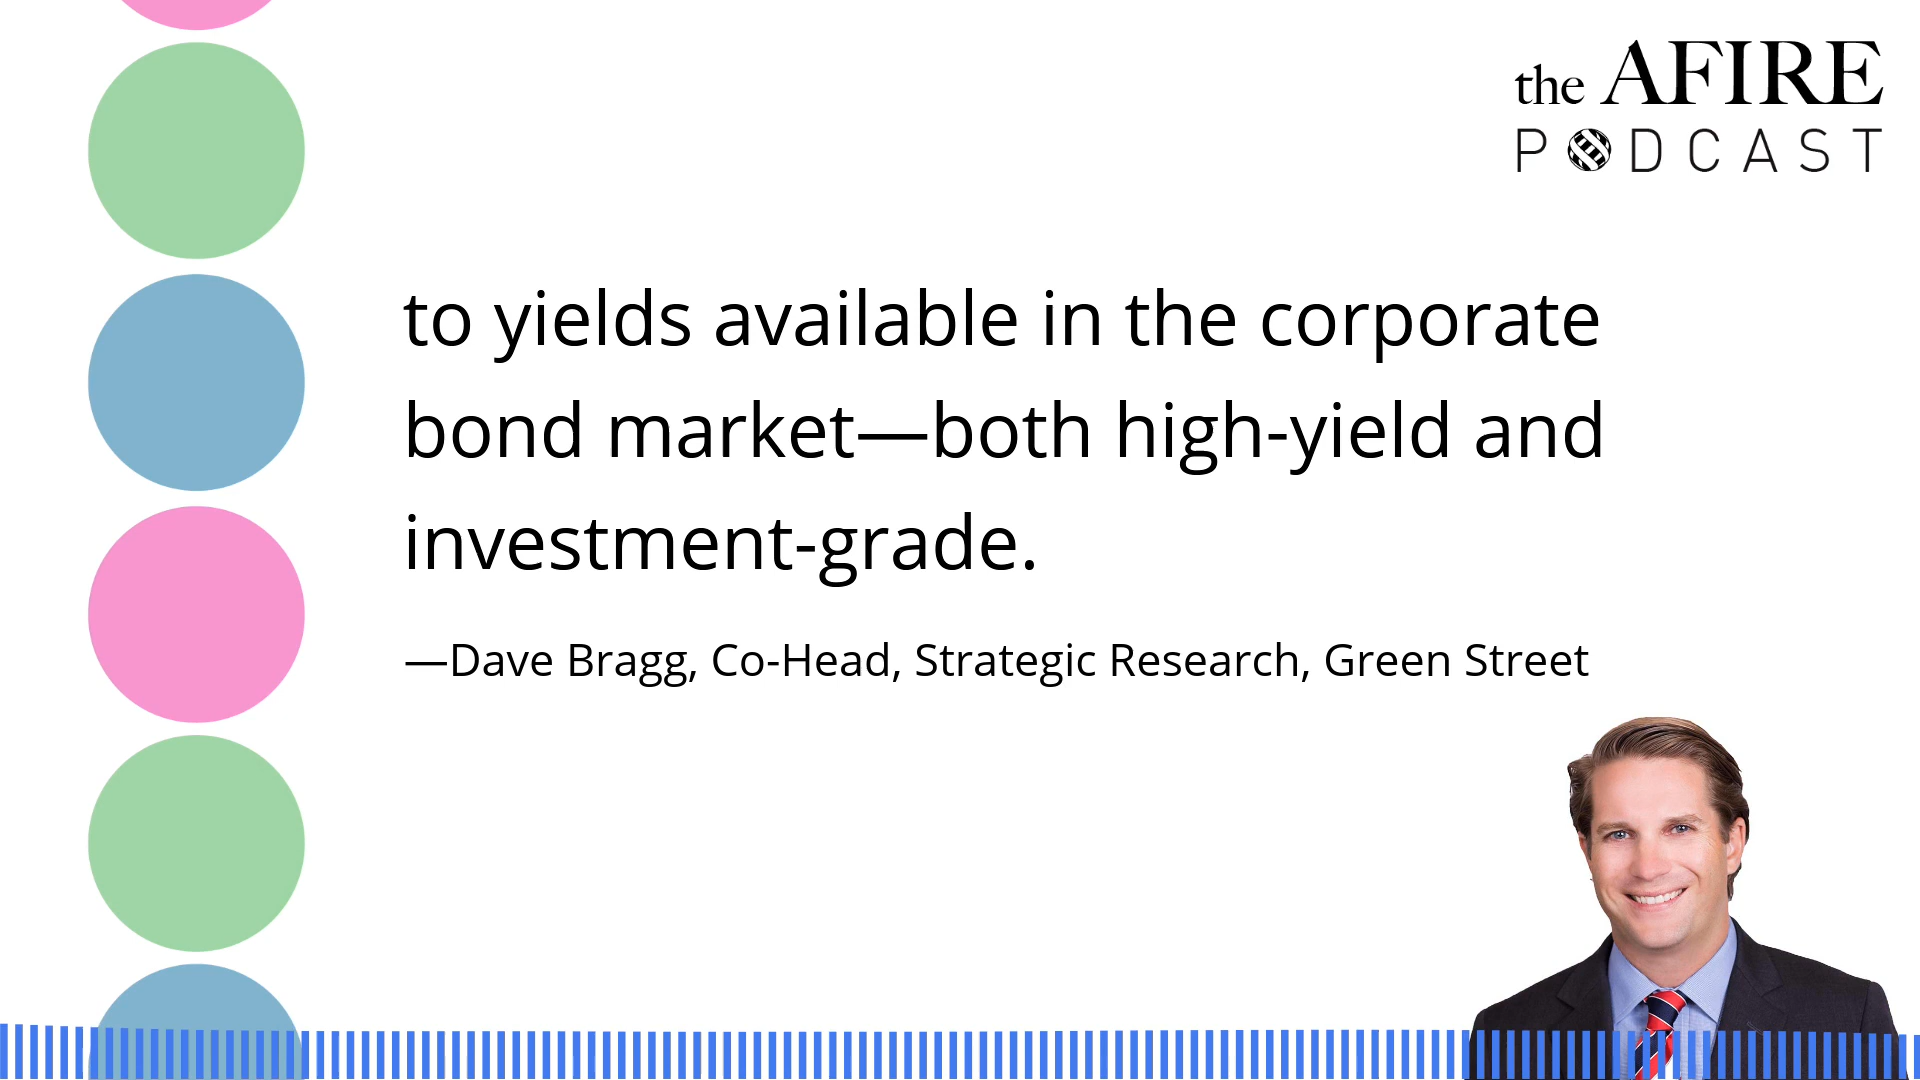 the AFIRE
PODCAST
to yields available in the corporate
bond market—both high-yield and
investment-grade.
—Dave Bragg, Co-Head, Strategic Research, Green Street